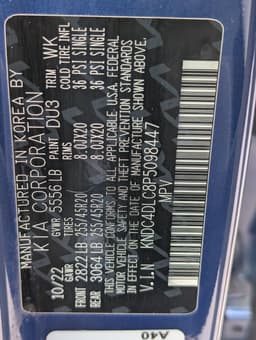 MANUFACTURED IN KOREA BY
KIA CORPORATION
10/22 GVWR 5556 LB PAINT DU3 TRIM WK
GAWR TIRES RIMS COLD TIRE INF
FRONT 2822 LB 255/45R20 8.0JX20 36 PSI SINGLE
REAR 3064 LB 255/45R20 8.0JX20 36 PSI SINGLE
THIS VEHICLE CONFORMS TO ALL APPLICABLE U.S.A. FEDERAL
MOTOR VEHICLE SAFETY AND THEFT PREVENTION STANDARDS
IN EFFECT ON THE DATE OF MANUFACTURE SHOWN ABOVE.
V.I.N KNDC4DLC8P5098447
MPV
A40